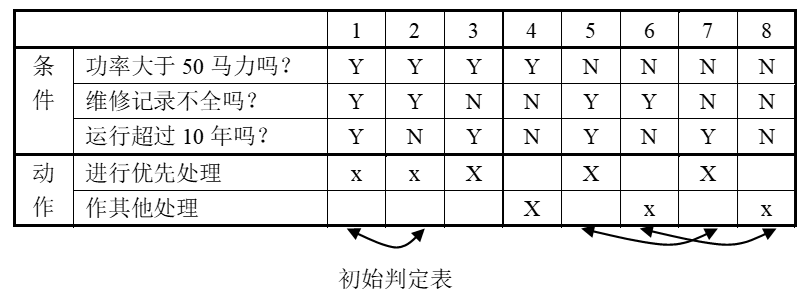 1 2 3 4 5 6 7 8
条件 功率大于 50 马力吗？ Y Y Y Y N N N N
维修记录不全吗？ Y Y N N Y Y N N
运行超过 10 年吗？ Y N Y N Y N Y N
动作 进行优先处理 x x X X X
作其他处理 X x x
初始判定表